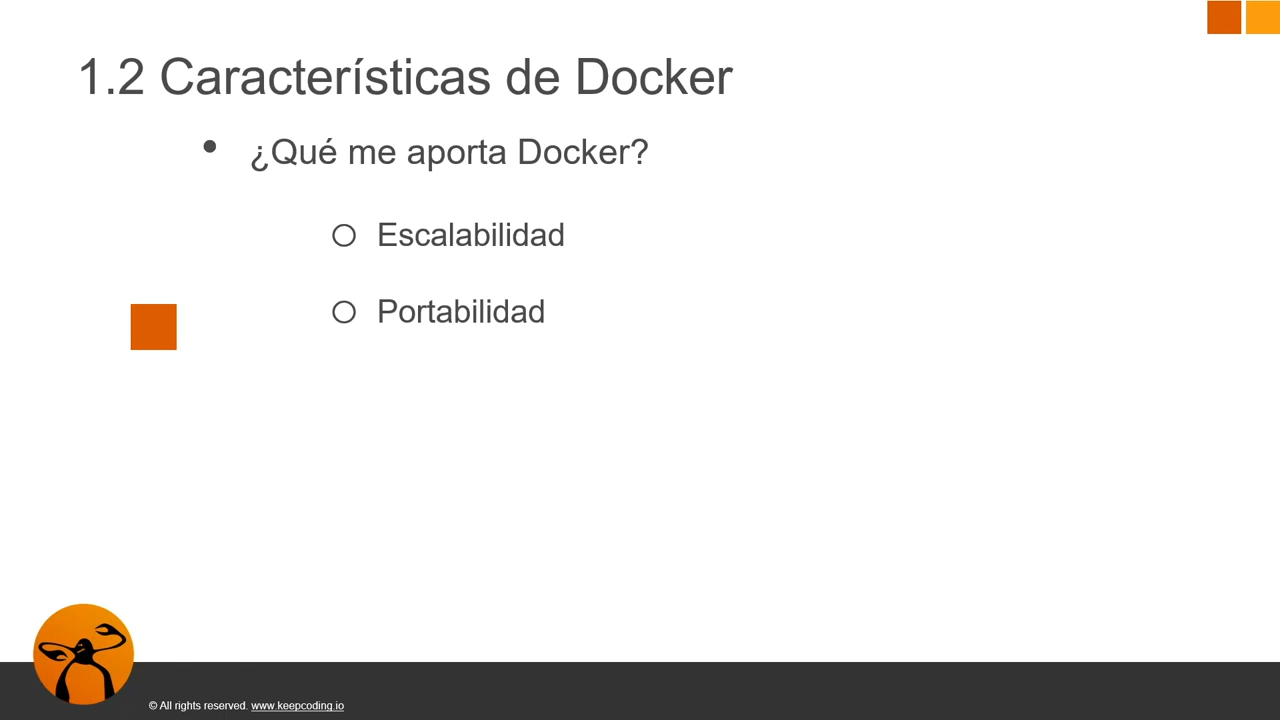 1.2 Características de Docker
• ¿Qué me aporta Docker?
○ Escalabilidad
○ Portabilidad
© All rights reserved. www.keepcoding.io